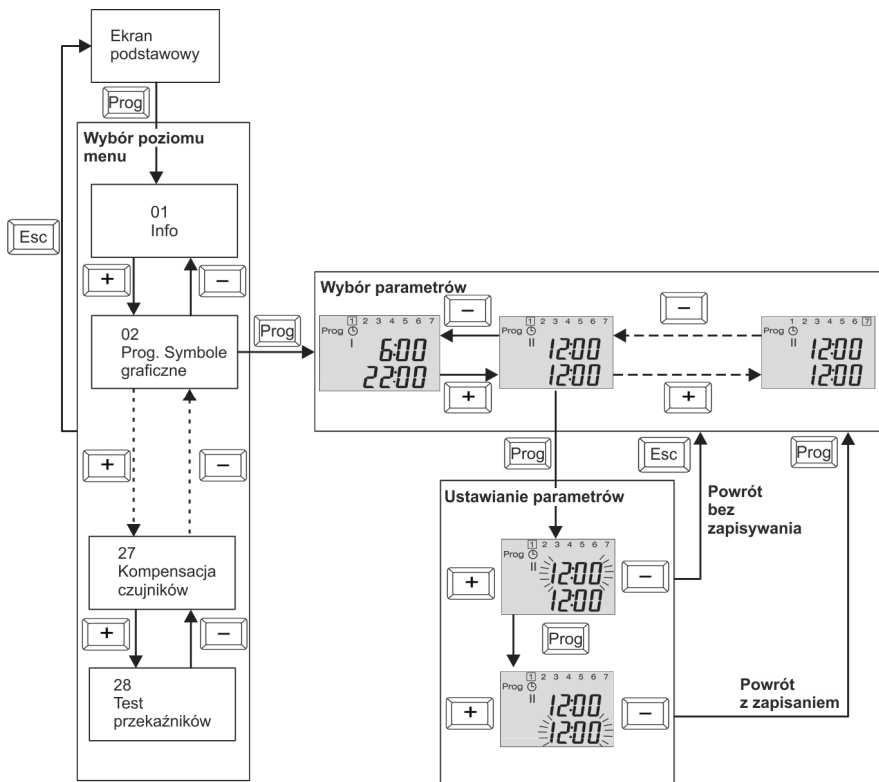 Ekran
podstawowy
Prog
Wybór poziomu
menu
01
Info
Esc
+
−
02
Prog. Symbole
graficzne
Prog
+
−
27
Kompensacja
czujników
+
−
28
Test
przekaźników
Wybór parametrów
−
−
1 2 3 4 5 6 7
Prog
I
6:00
22:00
1 2 3 4 5 6 7
Prog
II
12:00
12:00
1 2 3 4 5 6 7
Prog
II
12:00
12:00
+
+
Prog
Esc
Prog
Ustawianie parametrów
Powrót
bez
zapisywania
1 2 3 4 5 6 7
Prog
II
12:00
12:00
+
−
Prog
1 2 3 4 5 6 7
Prog
II
12:00
12:00
+
−
Powrót
z zapisaniem